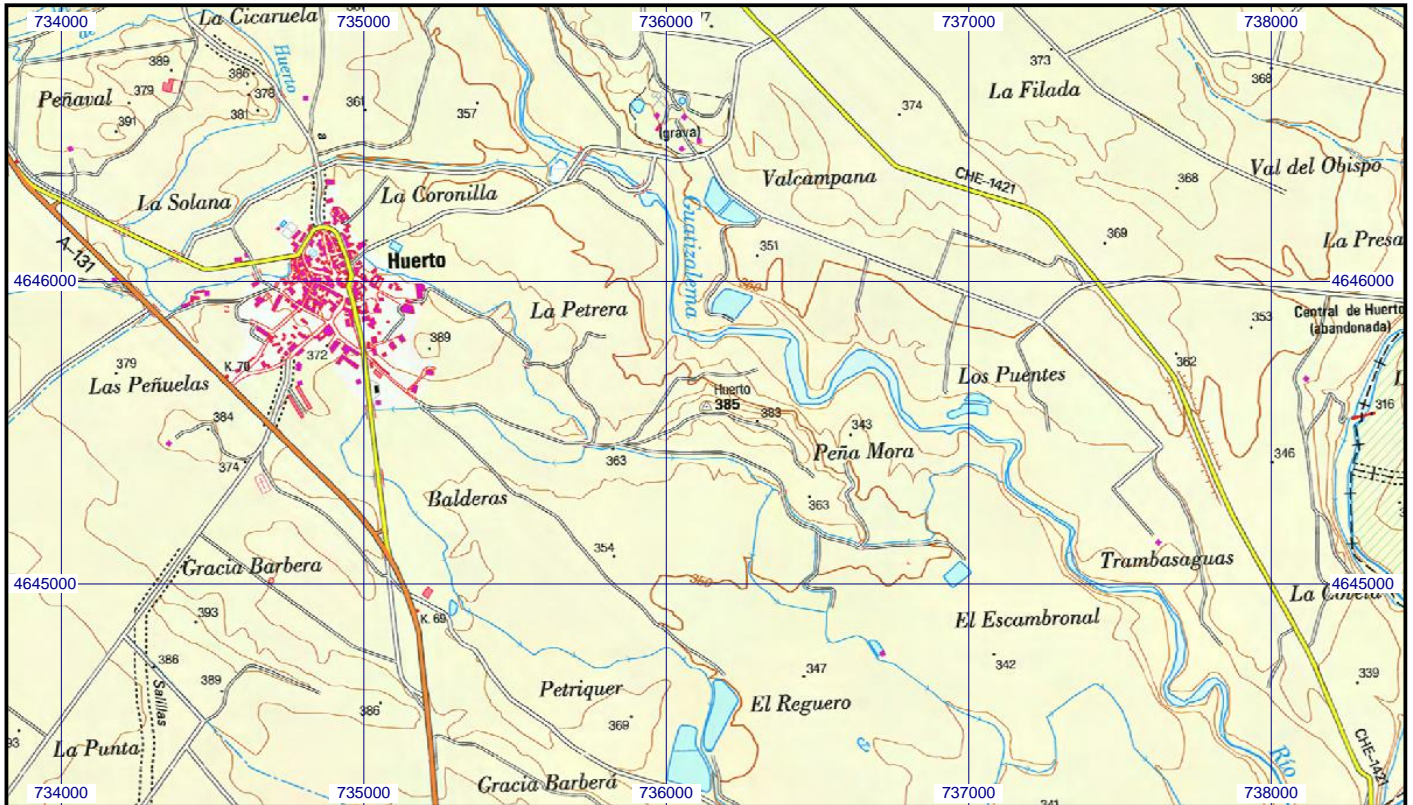 734000
735000
736000
737000
738000
La Cicaruela
Huerto
389
386
379
378
Peñaval
381
391
361
357
a
(grava)
374
373
La Filada
368
Val del Obispo
368
CHE-1421
Valcampana
La Coronilla
La Solana
Guatizalema
351
369
La Presa
A-131
Huerto
4646000
4646000
360
La Petrera
353
Central de Huerto
(abandonada)
389
372
379
K. 70
Las Peñuelas
362
Los Puentes
Huerto
385
383
316
384
343
Peña Mora
374
363
346
Balderas
363
354
Gracia Barbera
Trambasaguas
4645000
350
4645000
393
K. 69
El Escambronal
386
389
Salillas
347
342
339
Petriquer
El Reguero
386
369
La Punta
Río
CHE-1421
Gracia Barberá
341
734000
735000
736000
737000
738000